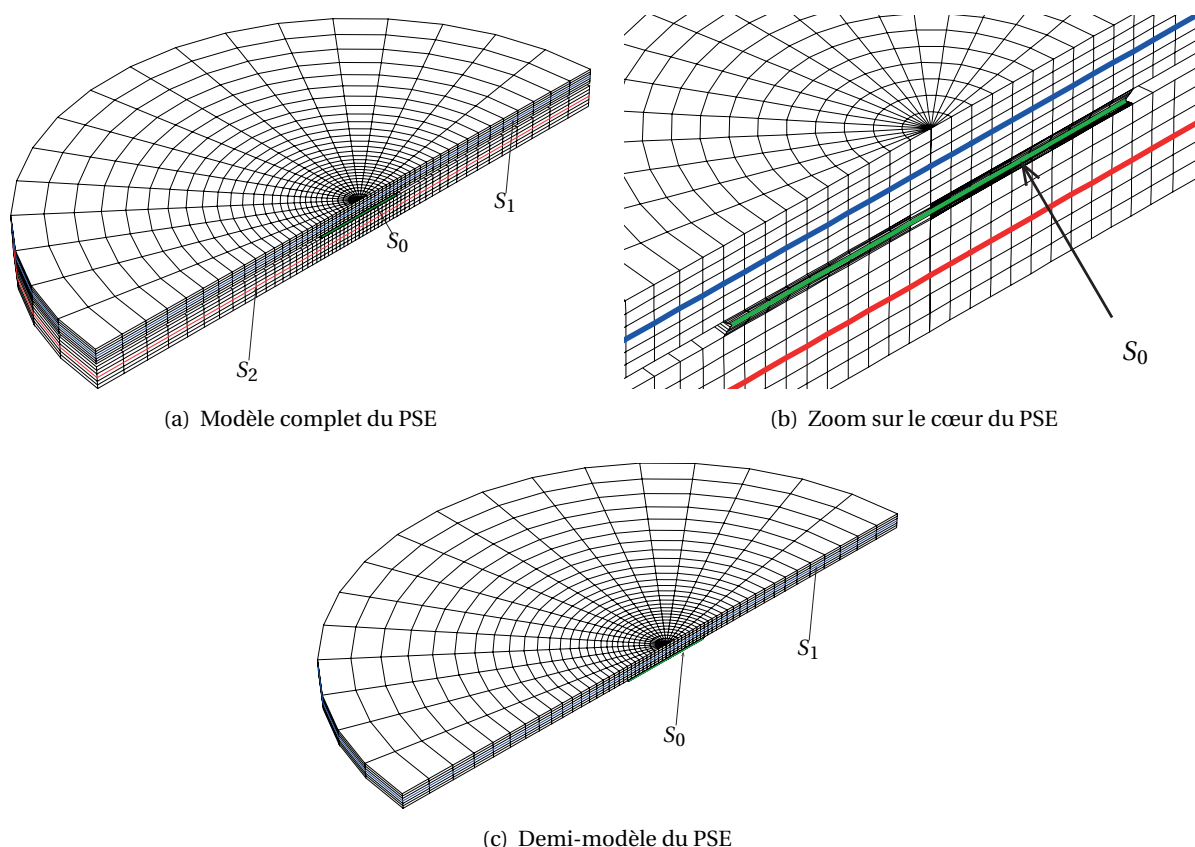 S₁
S₀
S₂
S₀
(a) Modèle complet du PSE
(b) Zoom sur le cœur du PSE
S₁
S₀
(c) Demi-modèle du PSE